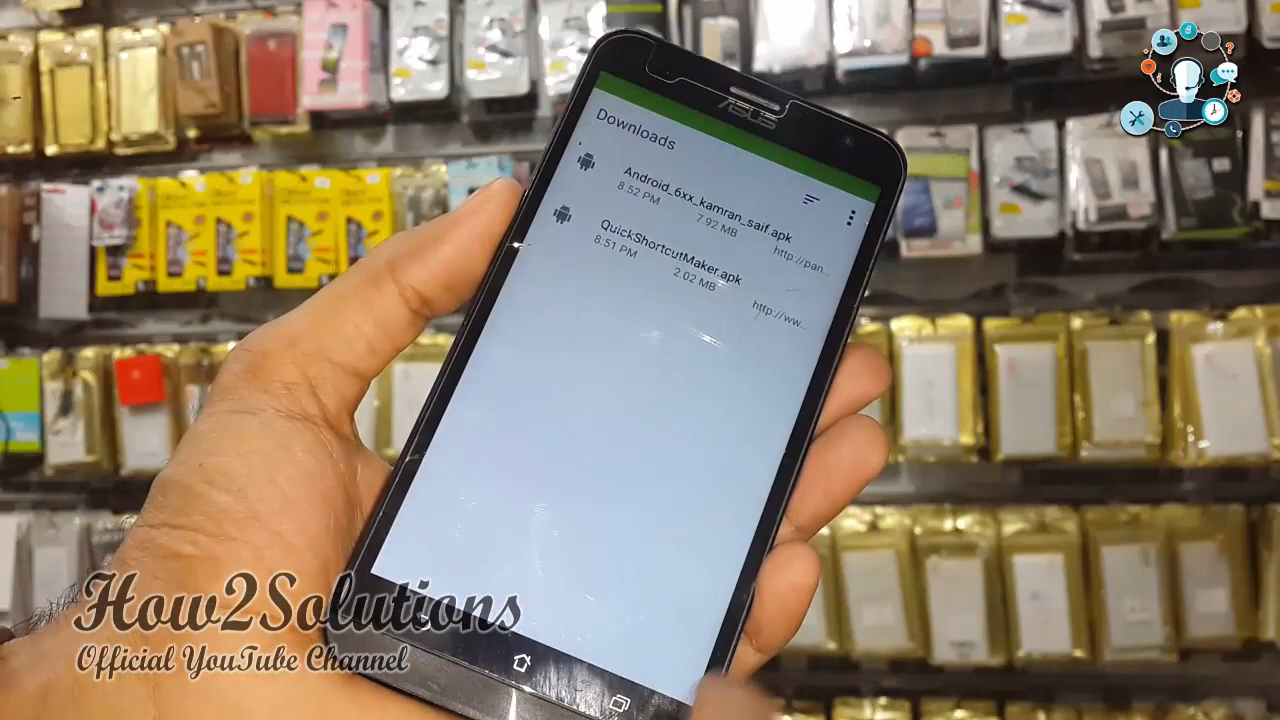 ASUS
Downloads
Android_6xx_kamran_saif.apk
8:52 PM 7.92 MB http://pan...
QuickShortcutMaker.apk
8:51 PM 2.02 MB http://ww...
How2Solutions
Official YouTube Channel